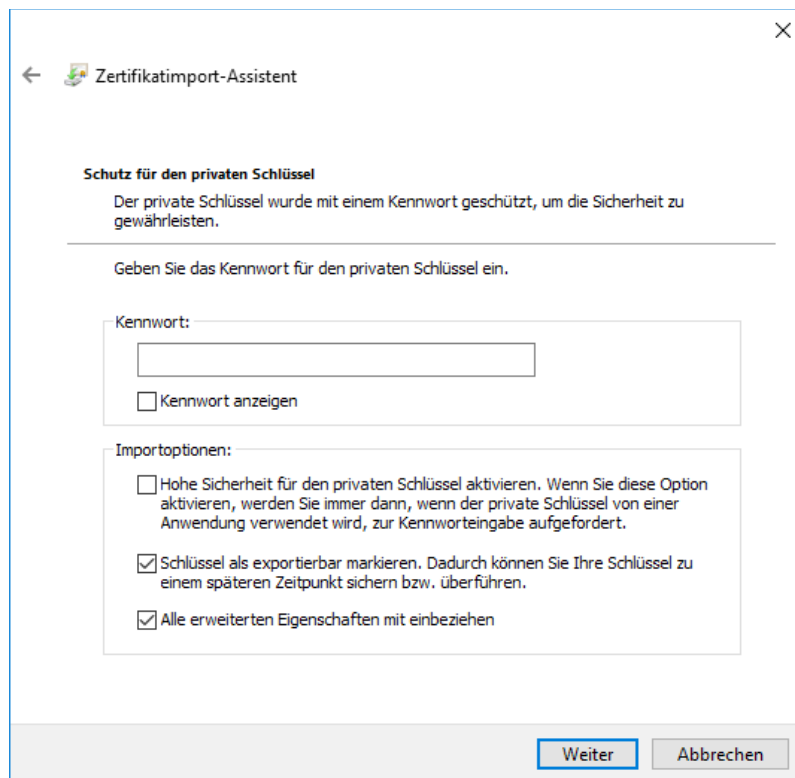 Zertifikatimport-Assistent
Schutz für den privaten Schlüssel
Der private Schlüssel wurde mit einem Kennwort geschützt, um die Sicherheit zu
gewährleisten.
Geben Sie das Kennwort für den privaten Schlüssel ein.
Kennwort:
Kennwort anzeigen
Importoptionen:
Hohe Sicherheit für den privaten Schlüssel aktivieren. Wenn Sie diese Option
aktivieren, werden Sie immer dann, wenn der private Schlüssel von einer
Anwendung verwendet wird, zur Kennworteingabe aufgefordert.
Schlüssel als exportierbar markieren. Dadurch können Sie Ihre Schlüssel zu
einem späteren Zeitpunkt sichern bzw. überführen.
Alle erweiterten Eigenschaften mit einbeziehen
Weiter
Abbrechen